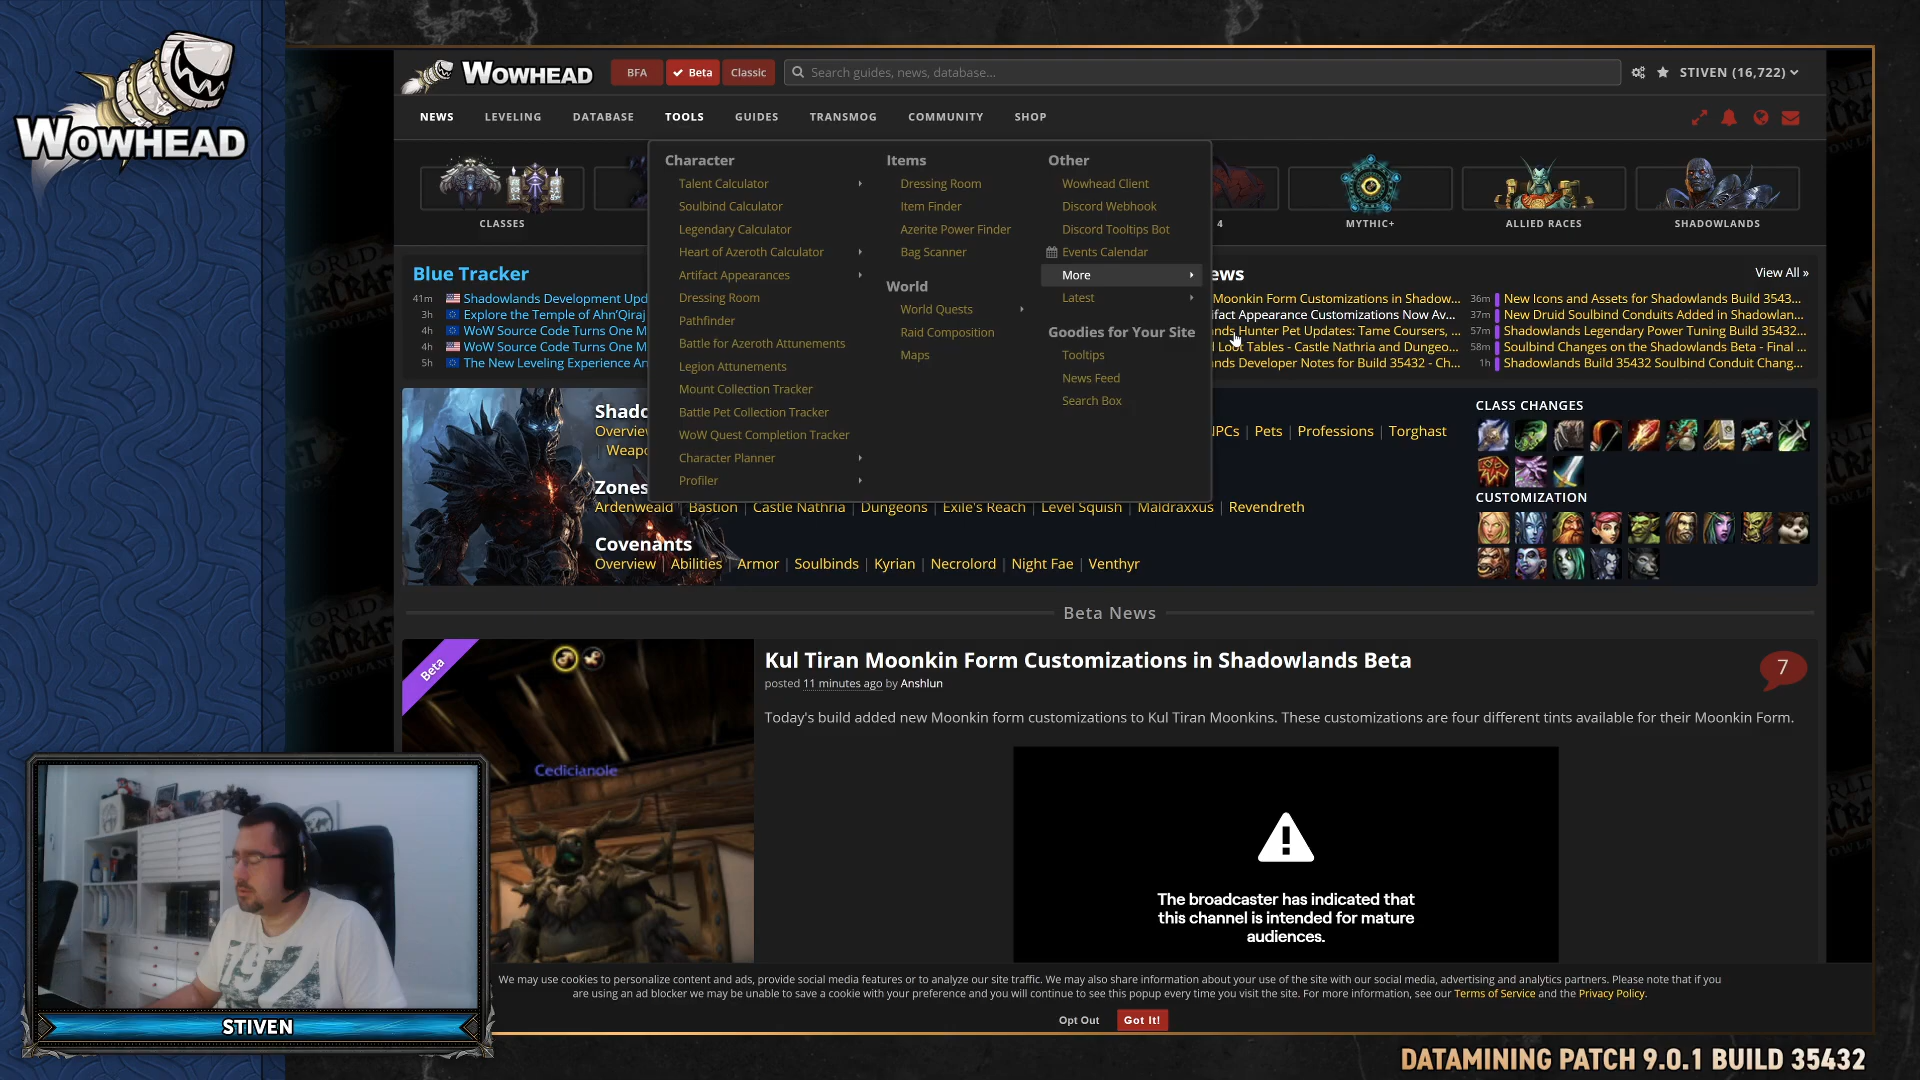 WOWHEAD
WOWHEAD
BFA
Beta
Classic
Search guides, news, database...
STIVEN (16,722)
NEWS
LEVELING
DATABASE
TOOLS
GUIDES
TRANSMOG
COMMUNITY
SHOP
CLASSES
4
MYTHIC+
ALLIED RACES
SHADOWLANDS
Character
Talent Calculator
Soulbind Calculator
Legendary Calculator
Heart of Azeroth Calculator
Artifact Appearances
Dressing Room
Pathfinder
Battle for Azeroth Attunements
Legion Attunements
Mount Collection Tracker
Battle Pet Collection Tracker
WoW Quest Completion Tracker
Character Planner
Profiler
Items
Dressing Room
Item Finder
Azerite Power Finder
Bag Scanner
World
World Quests
Raid Composition
Maps
Other
Wowhead Client
Discord Webhook
Discord Tooltips Bot
Events Calendar
More
Latest
Goodies for Your Site
Tooltips
News Feed
Search Box
Blue Tracker
41m Shadowlands Development Upd
3h Explore the Temple of Ahn'Qiraj
4h WoW Source Code Turns One M
4h WoW Source Code Turns One M
5h The New Leveling Experience An
ews
View All »
Moonkin Form Customizations in Shadow...
ifact Appearance Customizations Now Av...
nds Hunter Pet Updates: Tame Coursers, ...
l Loot Tables - Castle Nathria and Dungeo...
nds Developer Notes for Build 35432 - Ch...
36m New Icons and Assets for Shadowlands Build 3543...
37m New Druid Soulbind Conduits Added in Shadowlan...
57m Shadowlands Legendary Power Tuning Build 35432...
58m Soulbind Changes on the Shadowlands Beta - Final ...
1h Shadowlands Build 35432 Soulbind Conduit Chang...
Shado
Overvie
Weapo
NPCs | Pets | Professions | Torghast
Zones
Ardenweald | Bastion | Castle Nathria | Dungeons | Exile's Reach | Level Squish | Maldraxxus | Revendreth
Covenants
Overview | Abilities | Armor | Soulbinds | Kyrian | Necrolord | Night Fae | Venthyr
CLASS CHANGES
CUSTOMIZATION
Beta News
Beta
Cedicianole
Kul Tiran Moonkin Form Customizations in Shadowlands Beta
7
posted 11 minutes ago by Anshlun
Today's build added new Moonkin form customizations to Kul Tiran Moonkins. These customizations are four different tints available for their Moonkin Form.
The broadcaster has indicated that
this channel is intended for mature
audiences.
We may use cookies to personalize content and ads, provide social media features or to analyze our site traffic. We may also share information about your use of the site with our social media, advertising and analytics partners. Please note that if you
are using an ad blocker we may be unable to save a cookie with your preference and you will continue to see this popup every time you visit the site. For more information, see our Terms of Service and the Privacy Policy.
Opt Out
Got It!
STIVEN
DATAMINING PATCH 9.0.1 BUILD 35432